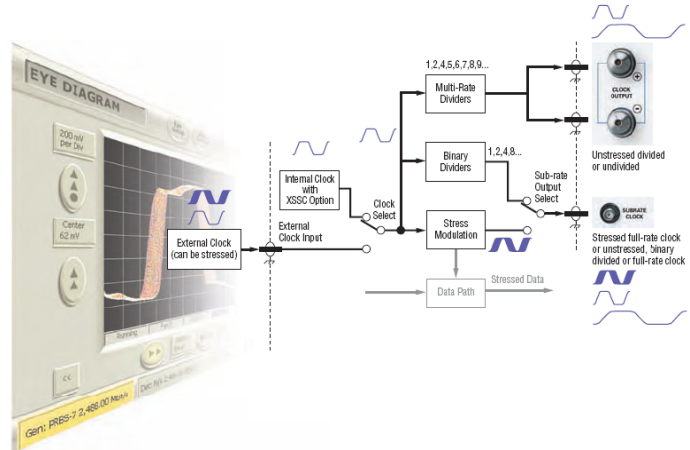 EYE DIAGRAM
200 mV
per Div
Center
62 mV
Running
<<
Gen: PRBS-7 2,488.00 Mbps/s
External Clock
(can be stressed)
Internal Clock
with
XSSC Option
External
Clock Input
Clock
Select
1,2,4,5,6,7,8,9...
Multi-Rate
Dividers
Binary
Dividers
1,2,4,8...
Stress
Modulation
Data Path
Stressed Data
Sub-rate
Output
Select
+
CLOCK
OUTPUT
−
Unstressed divided
or undivided
SUBRATE
CLOCK
Stressed full-rate clock
or unstressed, binary
divided or full-rate clock